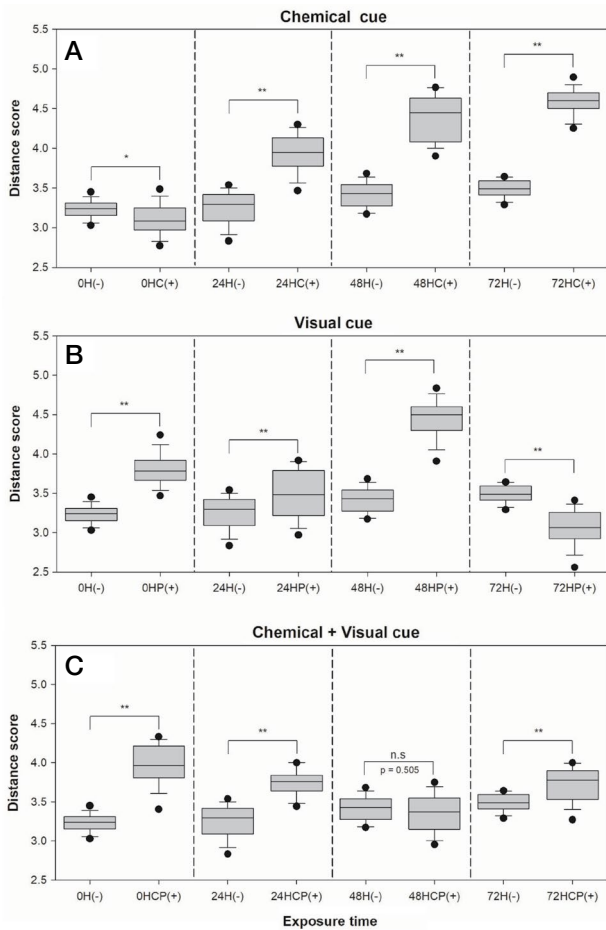 Chemical cue
A
Distance score
5.5
5.0
4.5
4.0
3.5
3.0
2.5
*
**
**
**
0H(-) 0HC(+) 24H(-) 24HC(+) 48H(-) 48HC(+) 72H(-) 72HC(+)
Visual cue
B
Distance score
5.5
5.0
4.5
4.0
3.5
3.0
2.5
**
**
**
**
0H(-) 0HP(+) 24H(-) 24HP(+) 48H(-) 48HP(+) 72H(-) 72HP(+)
Chemical + Visual cue
C
Distance score
5.5
5.0
4.5
4.0
3.5
3.0
2.5
**
**
n.s
p = 0.505
**
0H(-) 0HCP(+) 24H(-) 24HCP(+) 48H(-) 48HCP(+) 72H(-) 72HCP(+)
Exposure time